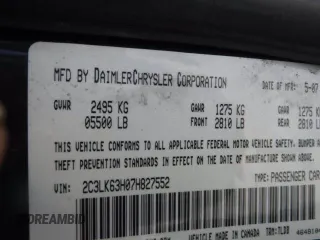 MFD BY DAIMLERCHRYSLER CORPORATION DATE OF MFR: 5-07
GVWR 2495 KG GAWR 1275 KG GAWR 1275 KG
05500 LB FRONT 2810 LB REAR 2810 LB
THIS VEHICLE CONFORMS TO ALL APPLICABLE FEDERAL MOTOR VEHICLE SAFETY, BUMPER A
THEFT PREVENTION STANDARDS IN EFFECT ON THE DATE OF MANUFACTURE SHOWN ABOVE
VIN: 2C3LK63H07H827552 TYPE: PASSENGER CAR
MADE IN CANADA TRM:TLDB
DREAMBID